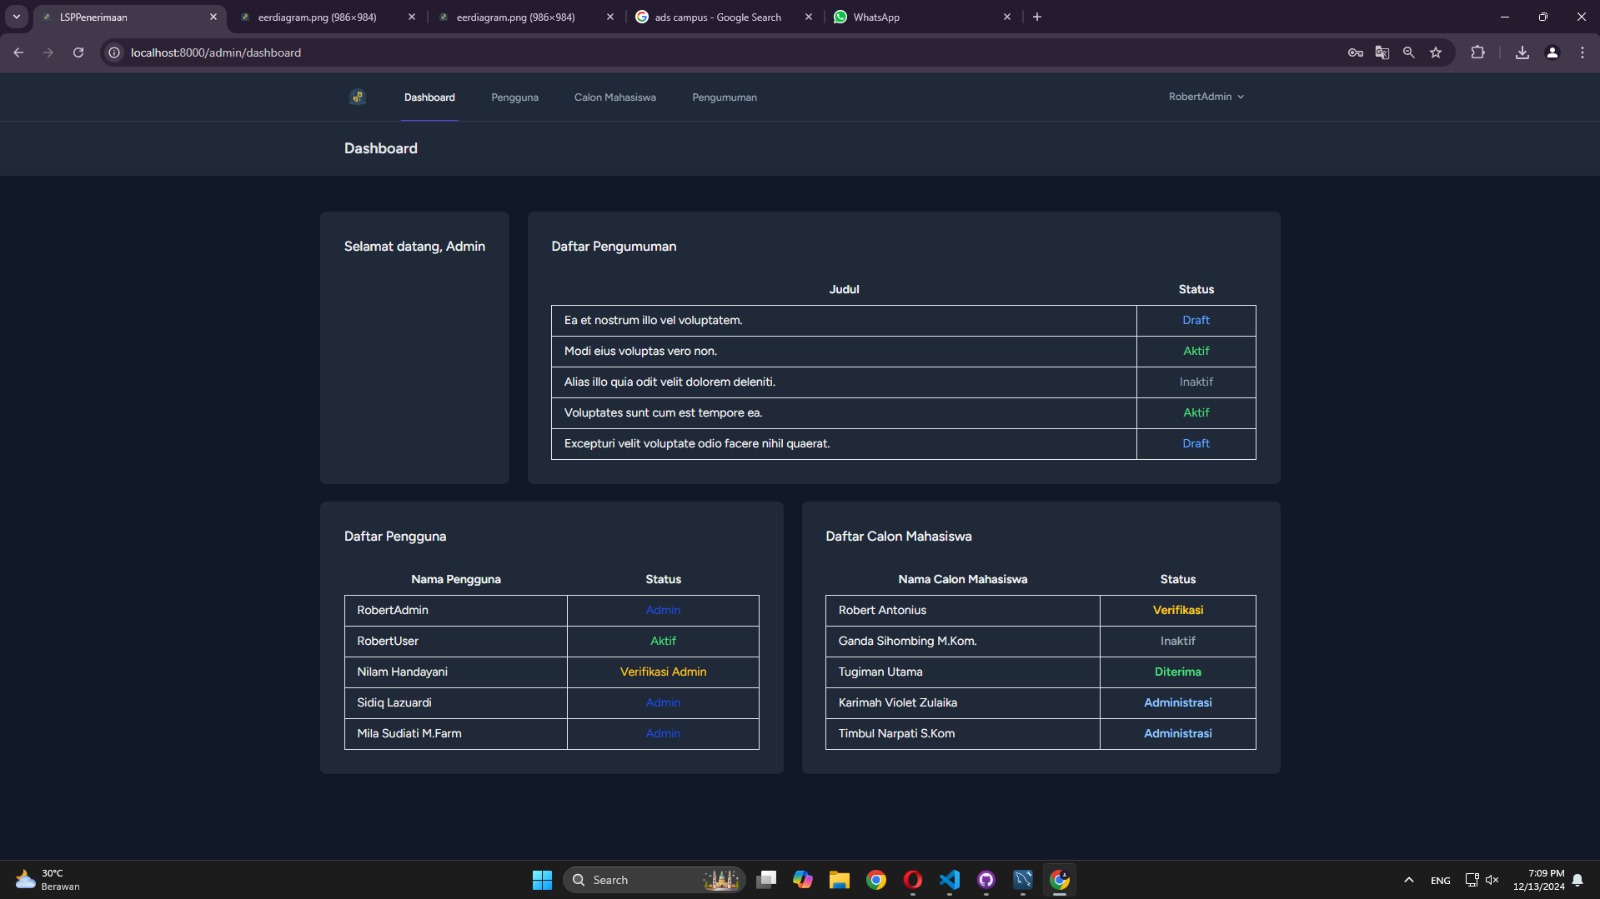 LSPPenerimaan
eerdiagram.png (986×984)
eerdiagram.png (986×984)
ads campus - Google Search
WhatsApp
localhost:8000/admin/dashboard
Dashboard
Pengguna
Calon Mahasiswa
Pengumuman
RobertAdmin
Dashboard
Selamat datang, Admin
Daftar Pengumuman
Judul Status
Ea et nostrum illo vel voluptatem. Draft
Modi eius voluptas vero non. Aktif
Alias illo quia odit velit dolorem deleniti. Inaktif
Voluptates sunt cum est tempore ea. Aktif
Excepturi velit voluptate odio facere nihil quaerat. Draft
Daftar Pengguna
Nama Pengguna Status
RobertAdmin Admin
RobertUser Aktif
Nilam Handayani Verifikasi Admin
Sidiq Lazuardi Admin
Mila Sudiati M.Farm Admin
Daftar Calon Mahasiswa
Nama Calon Mahasiswa Status
Robert Antonius Verifikasi
Ganda Sihombing M.Kom. Inaktif
Tugiman Utama Diterima
Karimah Violet Zulaika Administrasi
Timbul Narpati S.Kom Administrasi
30°C
Berawan
Search
ENG
7:09 PM
12/13/2024